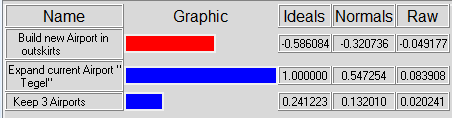 Name Graphic Ideals Normals Raw
Build new Airport in
outskirts
-0.586084 -0.320736 -0.049177
Expand current Airport "
Tegel"
1.000000 0.547254 0.083908
Keep 3 Airports 0.241223 0.132010 0.020241